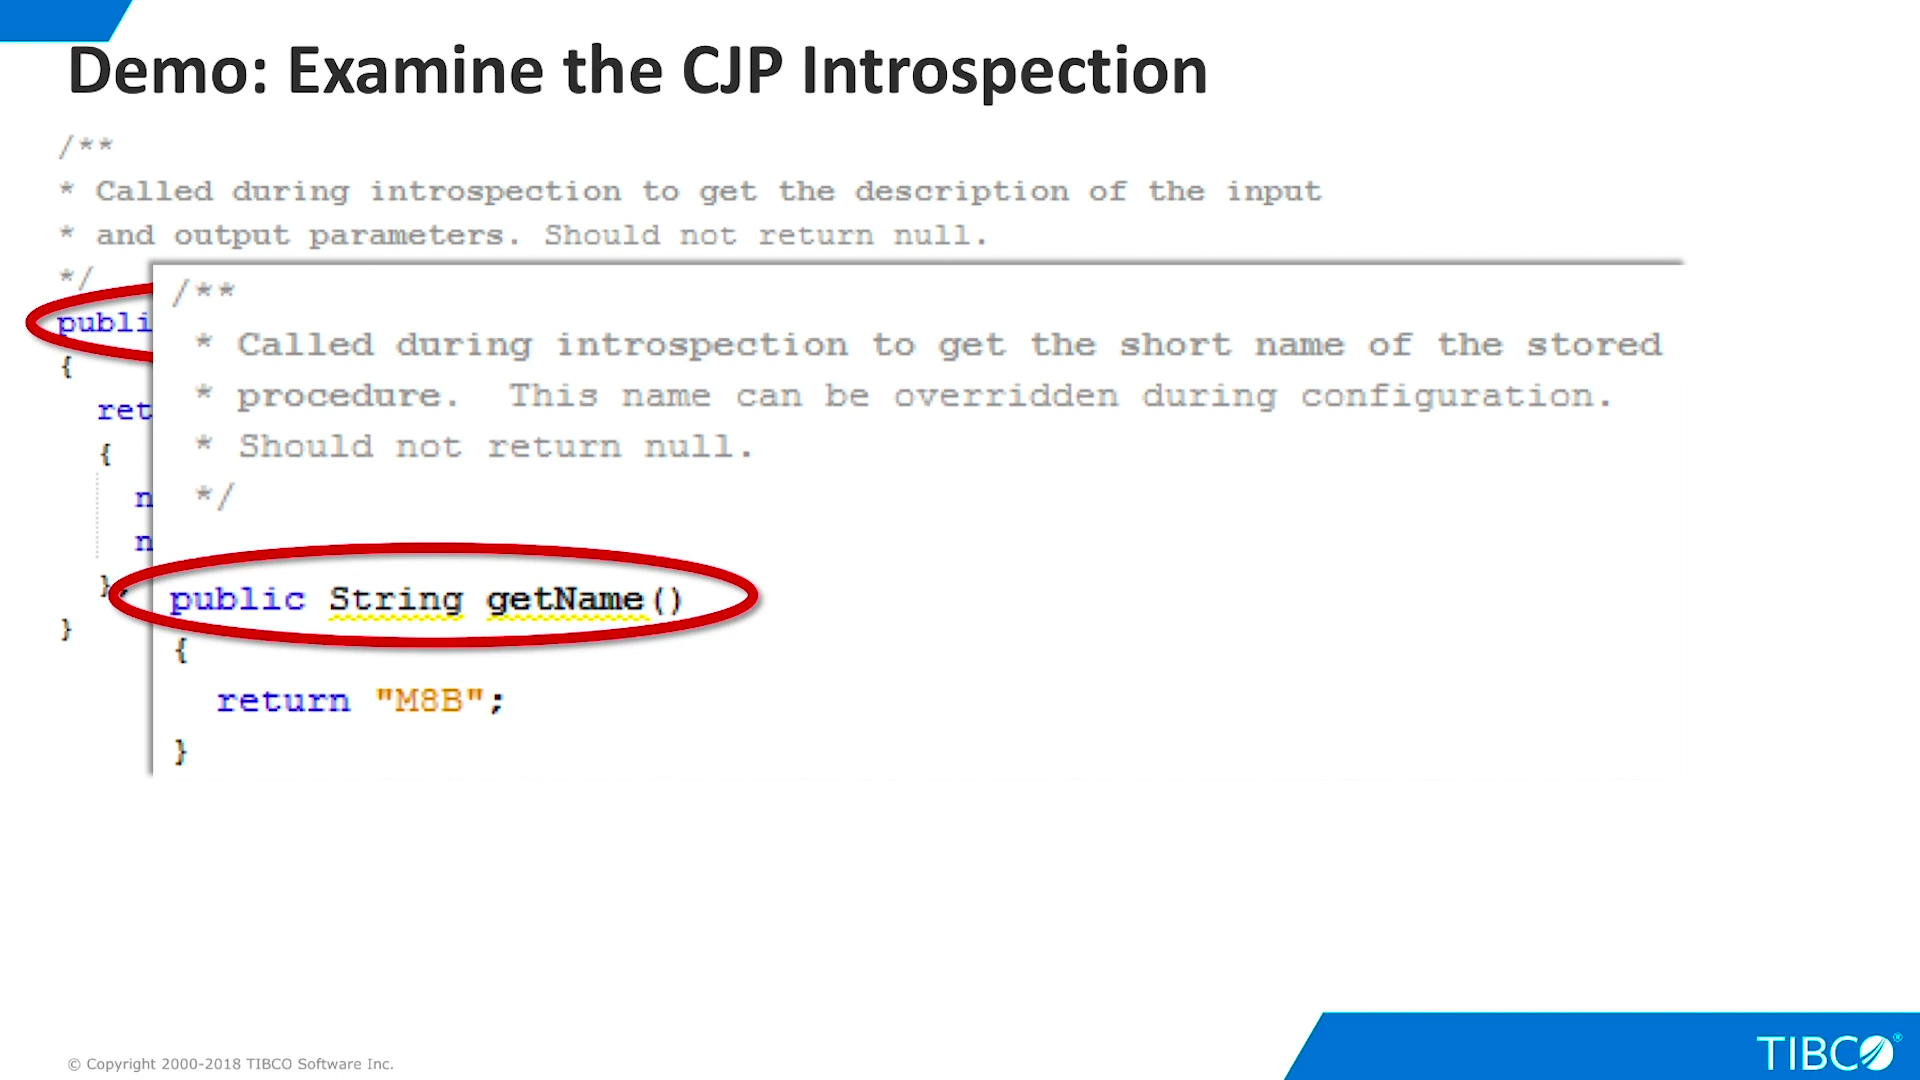 Demo: Examine the CJP Introspection
/**
* Called during introspection to get the description of the input
* and output parameters. Should not return null.
*/
publi
{
ret
{
n
n
};
}
/**
* Called during introspection to get the short name of the stored
* procedure.  This name can be overridden during configuration.
* Should not return null.
*/
public String getName()
{
return "M8B";
}
© Copyright 2000-2018 TIBCO Software Inc.
TIBCO®